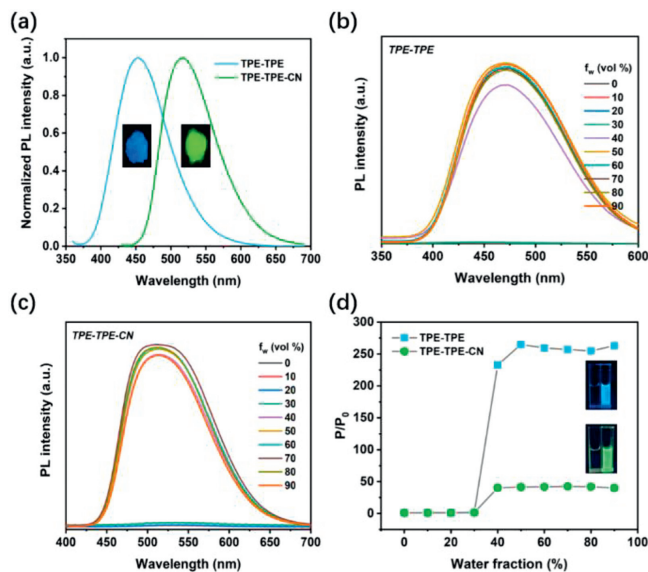 (a)
Normalized PL intensity (a.u.)
1.0
0.8
0.6
0.4
0.2
0.0
TPE-TPE
TPE-TPE-CN
350 400 450 500 550 600 650 700
Wavelength (nm)
(b)
TPE-TPE
PL intensity (a.u.)
fw (vol %)
0
10
20
30
40
50
60
70
80
90
350 400 450 500 550 600
Wavelength (nm)
(c)
TPE-TPE-CN
PL intensity (a.u.)
fw (vol %)
0
10
20
30
40
50
60
70
80
90
400 450 500 550 600 650 700
Wavelength (nm)
(d)
P/P0
350
300
250
200
150
100
50
0
TPE-TPE
TPE-TPE-CN
0 20 40 60 80 100
Water fraction (%)